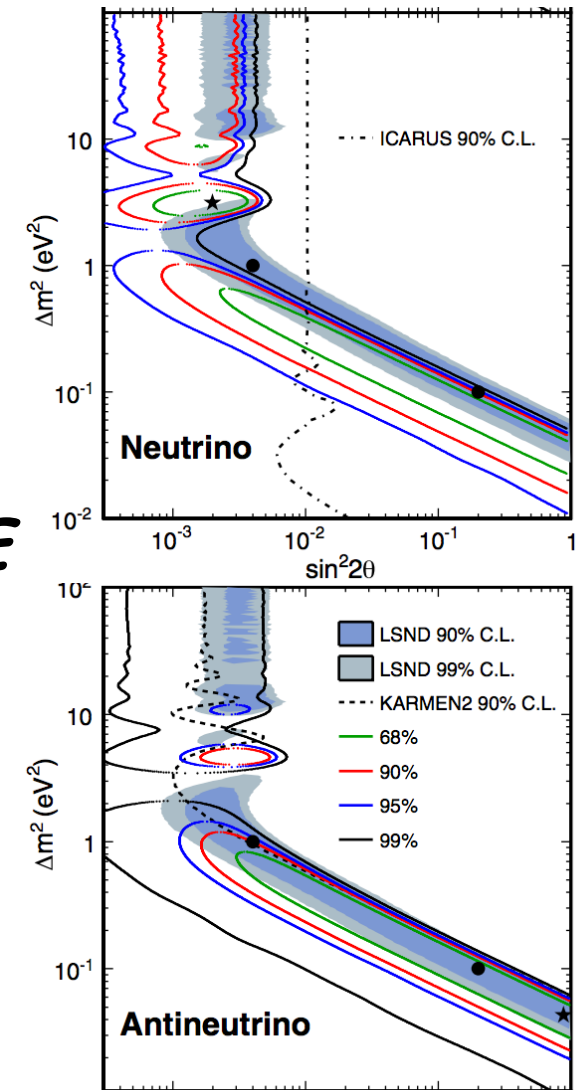 10
1
10⁻¹
10⁻²
Δm² (eV²)
ICARUS 90% C.L.
Neutrino
10⁻³ 10⁻² 10⁻¹ 1
sin²2θ
10
1
10⁻¹
Δm² (eV²)
LSND 90% C.L.
LSND 99% C.L.
KARMEN2 90% C.L.
68%
90%
95%
99%
Antineutrino